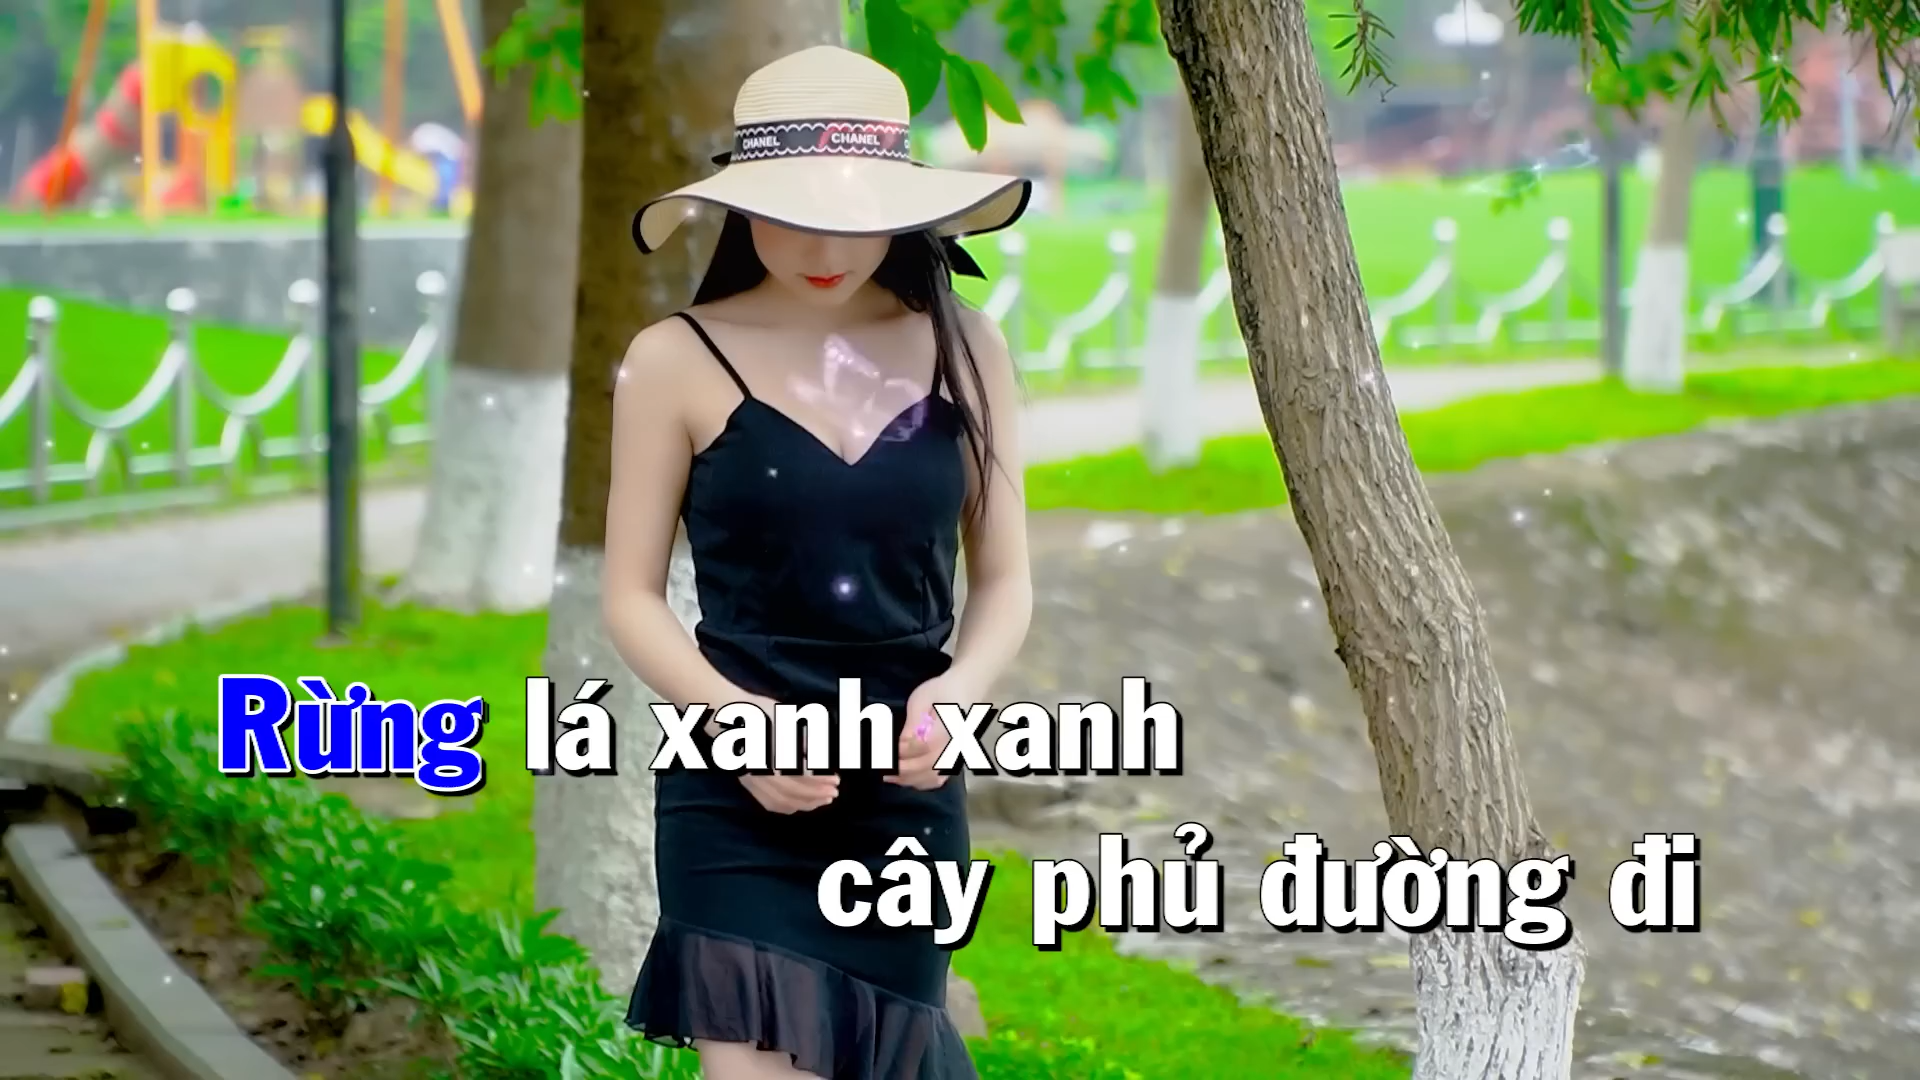 CHANEL CHANEL
Rừng lá xanh xanh
cây phủ đường đi